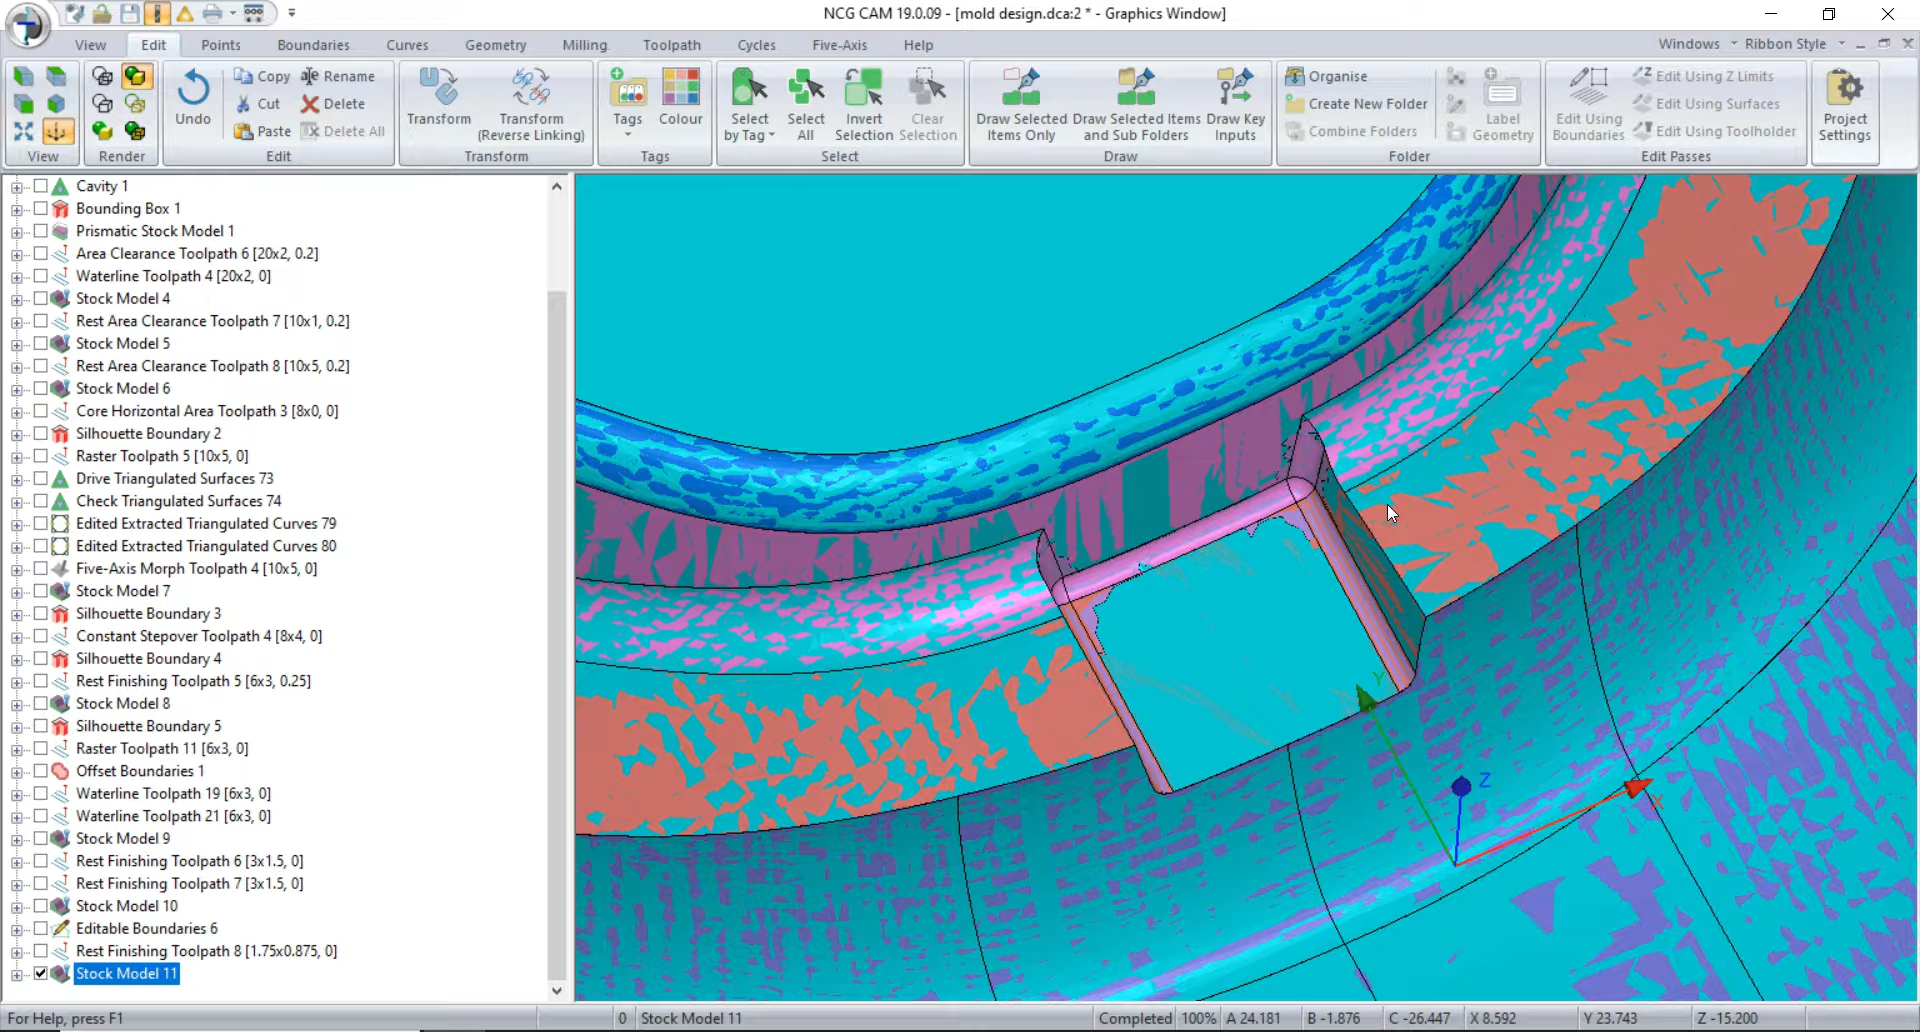 NCG CAM 19.0.09 - [mold design.dca:2 * - Graphics Window]
View Edit Points Boundaries Curves Geometry Milling Toolpath Cycles Five-Axis Help Windows Ribbon Style
Undo
Copy
Cut
Paste
Rename
Delete
Delete All
Transform
Transform
(Reverse Linking)
Tags
Colour
Select
by Tag
Select
All
Invert
Selection
Clear
Selection
Draw Selected
Items Only
Draw Selected Items
and Sub Folders
Draw Key
Inputs
Organise
Create New Folder
Combine Folders
Label
Geometry
Edit Using
Boundaries
Edit Using Z Limits
Edit Using Surfaces
Edit Using Toolholder
Project
Settings
View Render Edit Transform Tags Select Draw Folder Edit Passes
Cavity 1
Bounding Box 1
Prismatic Stock Model 1
Area Clearance Toolpath 6 [20x2, 0.2]
Waterline Toolpath 4 [20x2, 0]
Stock Model 4
Rest Area Clearance Toolpath 7 [10x1, 0.2]
Stock Model 5
Rest Area Clearance Toolpath 8 [10x5, 0.2]
Stock Model 6
Core Horizontal Area Toolpath 3 [8x0, 0]
Silhouette Boundary 2
Raster Toolpath 5 [10x5, 0]
Drive Triangulated Surfaces 73
Check Triangulated Surfaces 74
Edited Extracted Triangulated Curves 79
Edited Extracted Triangulated Curves 80
Five-Axis Morph Toolpath 4 [10x5, 0]
Stock Model 7
Silhouette Boundary 3
Constant Stepover Toolpath 4 [8x4, 0]
Silhouette Boundary 4
Rest Finishing Toolpath 5 [6x3, 0.25]
Stock Model 8
Silhouette Boundary 5
Raster Toolpath 11 [6x3, 0]
Offset Boundaries 1
Waterline Toolpath 19 [6x3, 0]
Waterline Toolpath 21 [6x3, 0]
Stock Model 9
Rest Finishing Toolpath 6 [3x1.5, 0]
Rest Finishing Toolpath 7 [3x1.5, 0]
Stock Model 10
Editable Boundaries 6
Rest Finishing Toolpath 8 [1.75x0.875, 0]
Stock Model 11
Y
Z
X
For Help, press F1 0 Stock Model 11 Completed 100% A 24.181 B -1.876 C -26.447 X 8.592 Y 23.743 Z -15.200